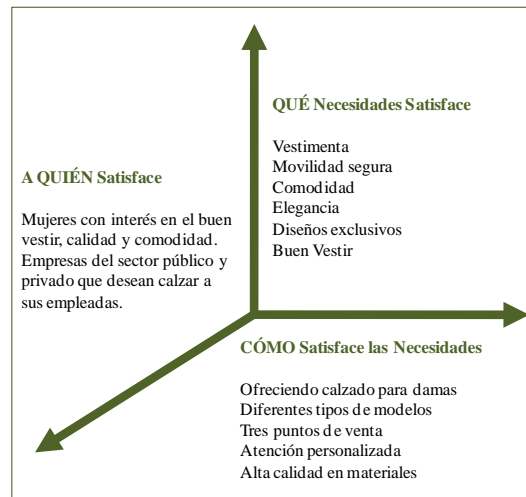 QUÉ Necesidades Satisface
Vestimenta
Movilidad segura
Comodidad
Elegancia
Diseños exclusivos
Buen Vestir
A QUIÉN Satisface
Mujeres con interés en el buen
vestir, calidad y comodidad.
Empresas del sector público y
privado que desean calzar a
sus empleadas.
CÓMO Satisface las Necesidades
Ofreciendo calzado para damas
Diferentes tipos de modelos
Tres puntos de venta
Atención personalizada
Alta calidad en materiales